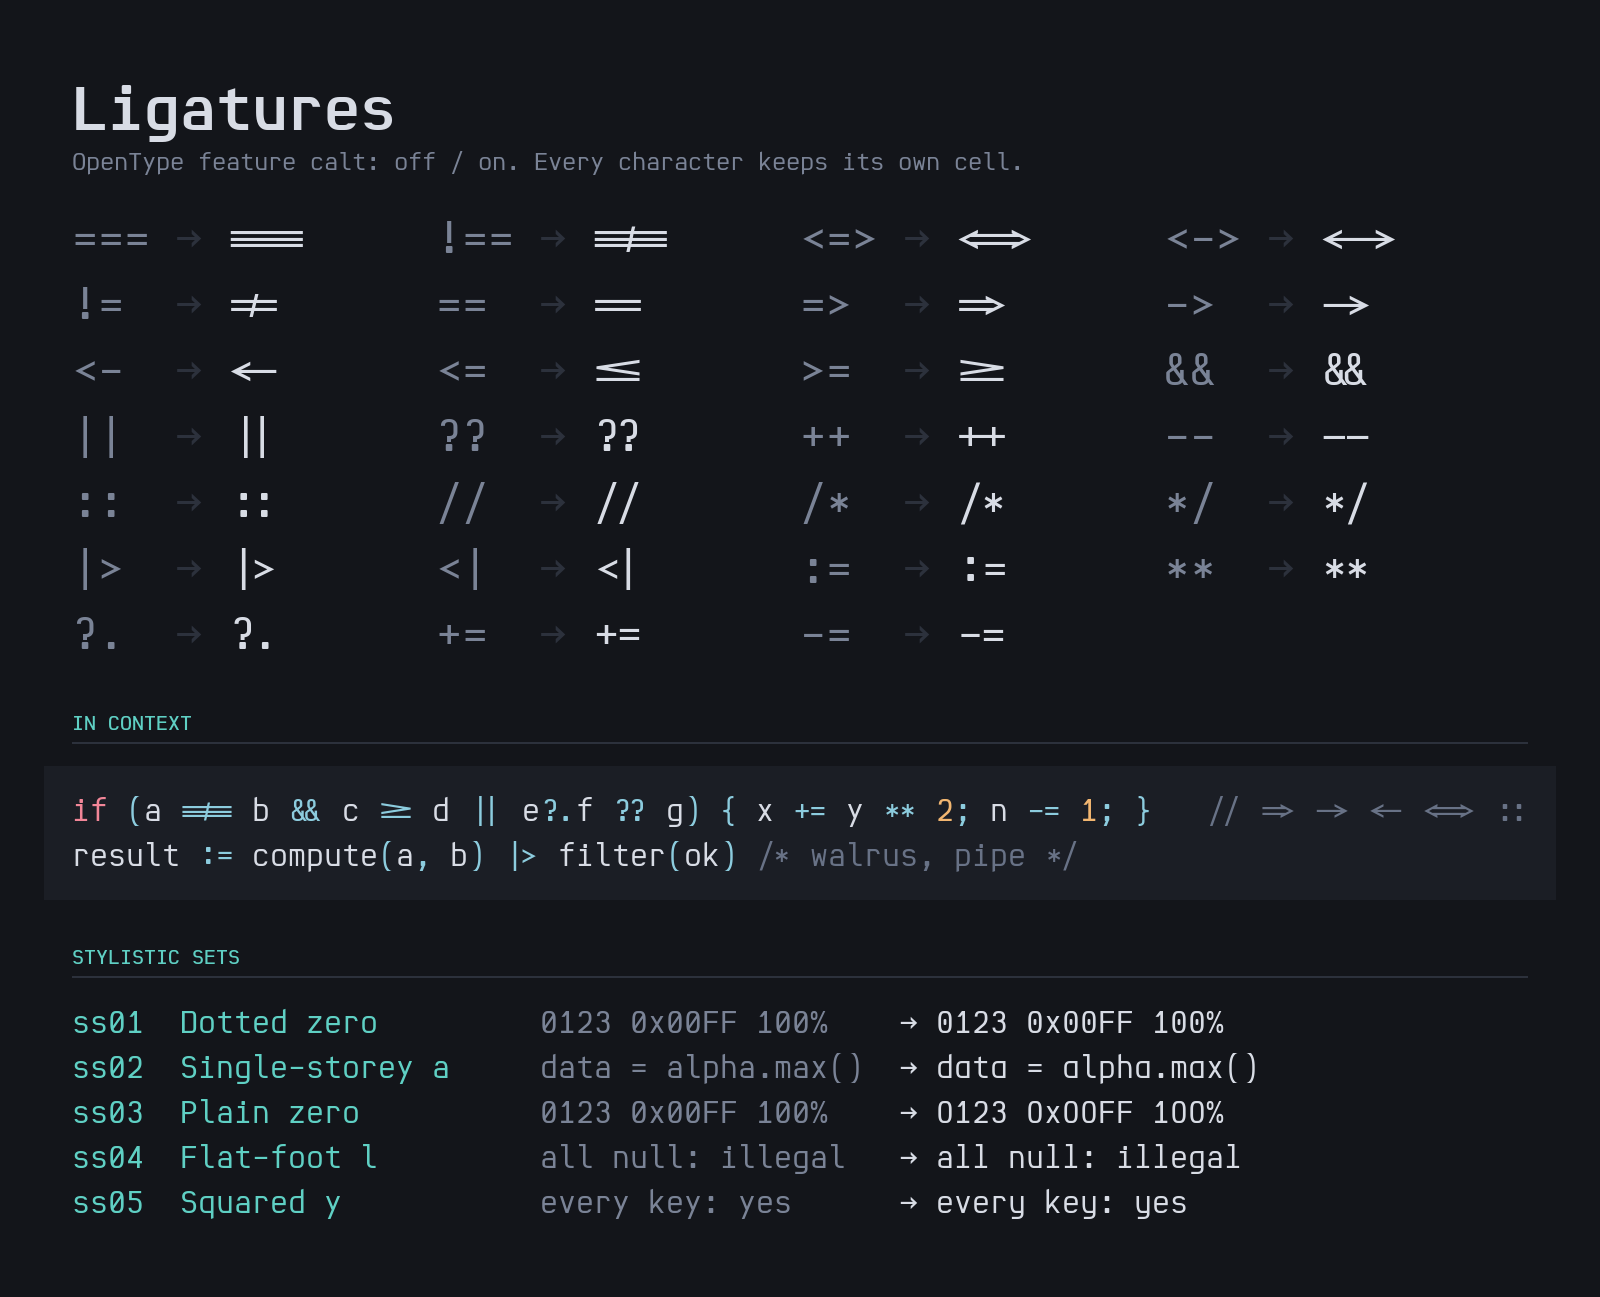 Ligatures
OpenType feature calt: off / on. Every character keeps its own cell.
=== → === !== → !== <=> → <=> <-> → <->
!= → != == → == => → => -> → ->
<- → <- <= → <= >= → >= && → &&
|| → || ?? → ?? ++ → ++ -- → --
:: → :: // → // /* → /* */ → */
|> → |> <| → <| := → := ** → **
?. → ?. += → += -= → -=
IN CONTEXT
if (a !== b && c >= d || e?.f ?? g) { x += y ** 2; n -= 1; } // => -> <- <=> ::
result := compute(a, b) |> filter(ok) /* walrus, pipe */
STYLISTIC SETS
ss01 Dotted zero 0123 0x00FF 100% → 0123 0x00FF 100%
ss02 Single-storey a data = alpha.max() → data = alpha.max()
ss03 Plain zero 0123 0x00FF 100% → 0123 0x00FF 100%
ss04 Flat-foot l all null: illegal → all null: illegal
ss05 Squared y every key: yes → every key: yes